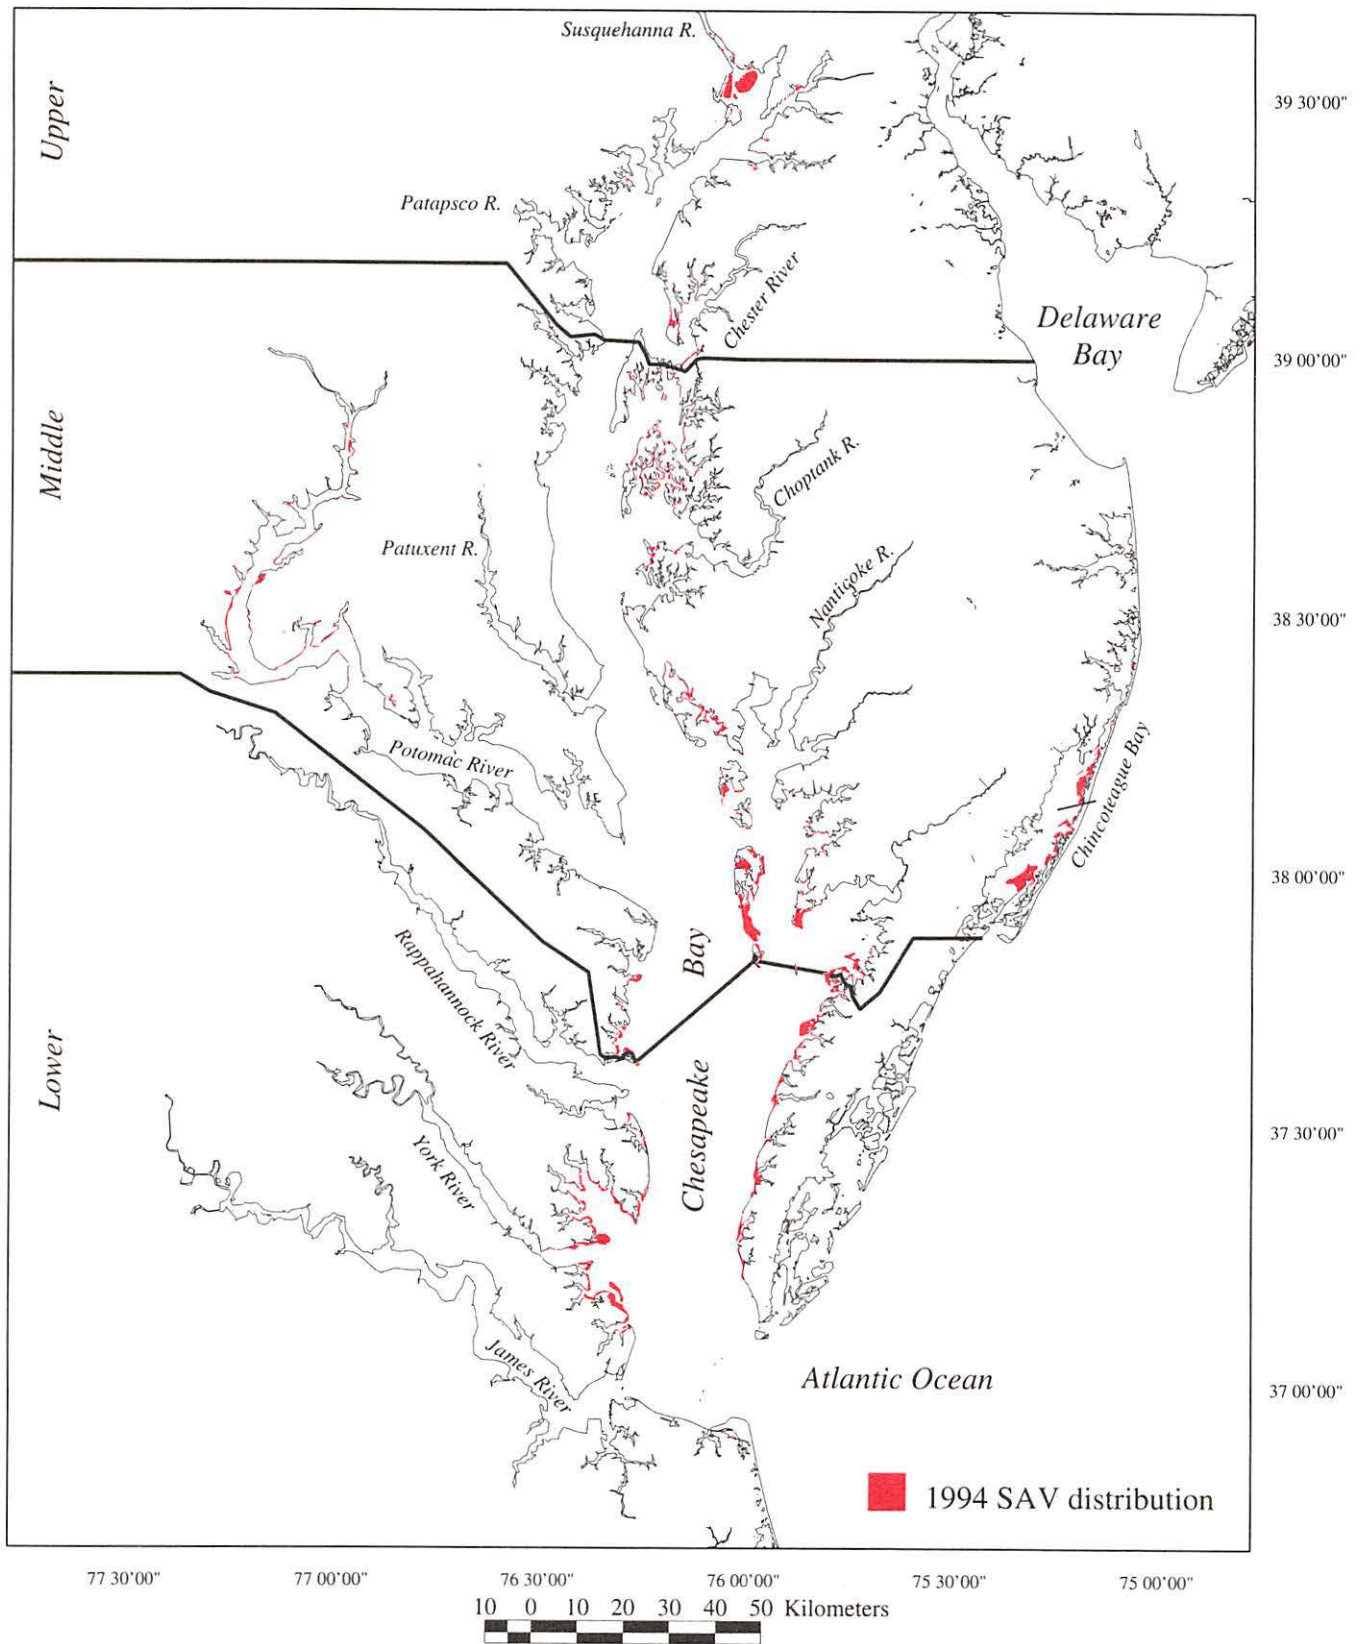 Susquehanna R.
39 30'00"
Upper
Patapsco R.
Chester River
Delaware
Bay
39 00'00"
Middle
Choptank R.
Patuxent R.
Nanticoke R.
38 30'00"
Potomac River
Chincoteague Bay
38 00'00"
Rappahannock River
Chesapeake Bay
Lower
37 30'00"
York River
James River
Atlantic Ocean
37 00'00"
1994 SAV distribution
77 30'00" 77 00'00" 76 30'00" 76 00'00" 75 30'00" 75 00'00"
10 0 10 20 30 40 50 Kilometers